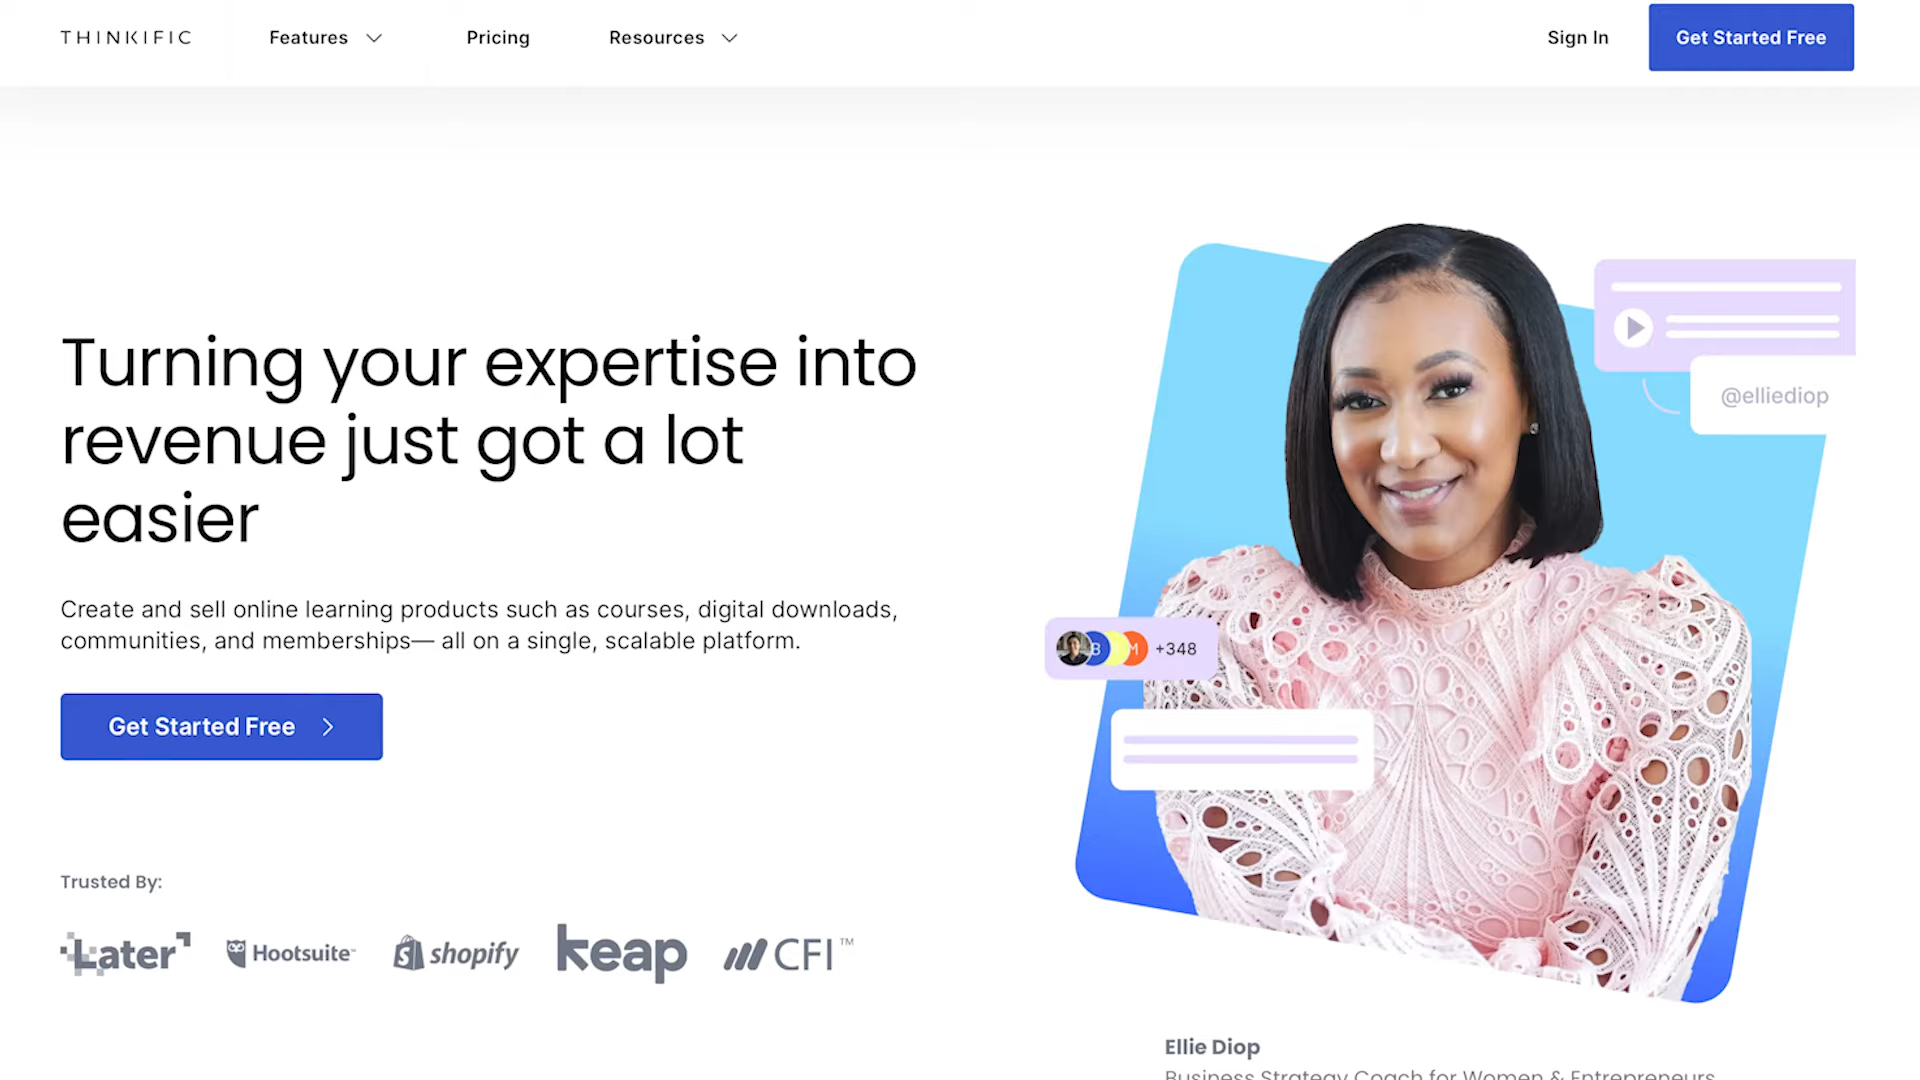 THINKIFIC
Features
Pricing
Resources
Sign In
Get Started Free
Turning your expertise into
revenue just got a lot
easier
Create and sell online learning products such as courses, digital downloads,
communities, and memberships— all on a single, scalable platform.
Get Started Free
Trusted By:
Later
Hootsuite™
shopify
keap
CFI™
@elliediop
B M +348
Ellie Diop
Business Strategy Coach for Women & Entrepreneurs